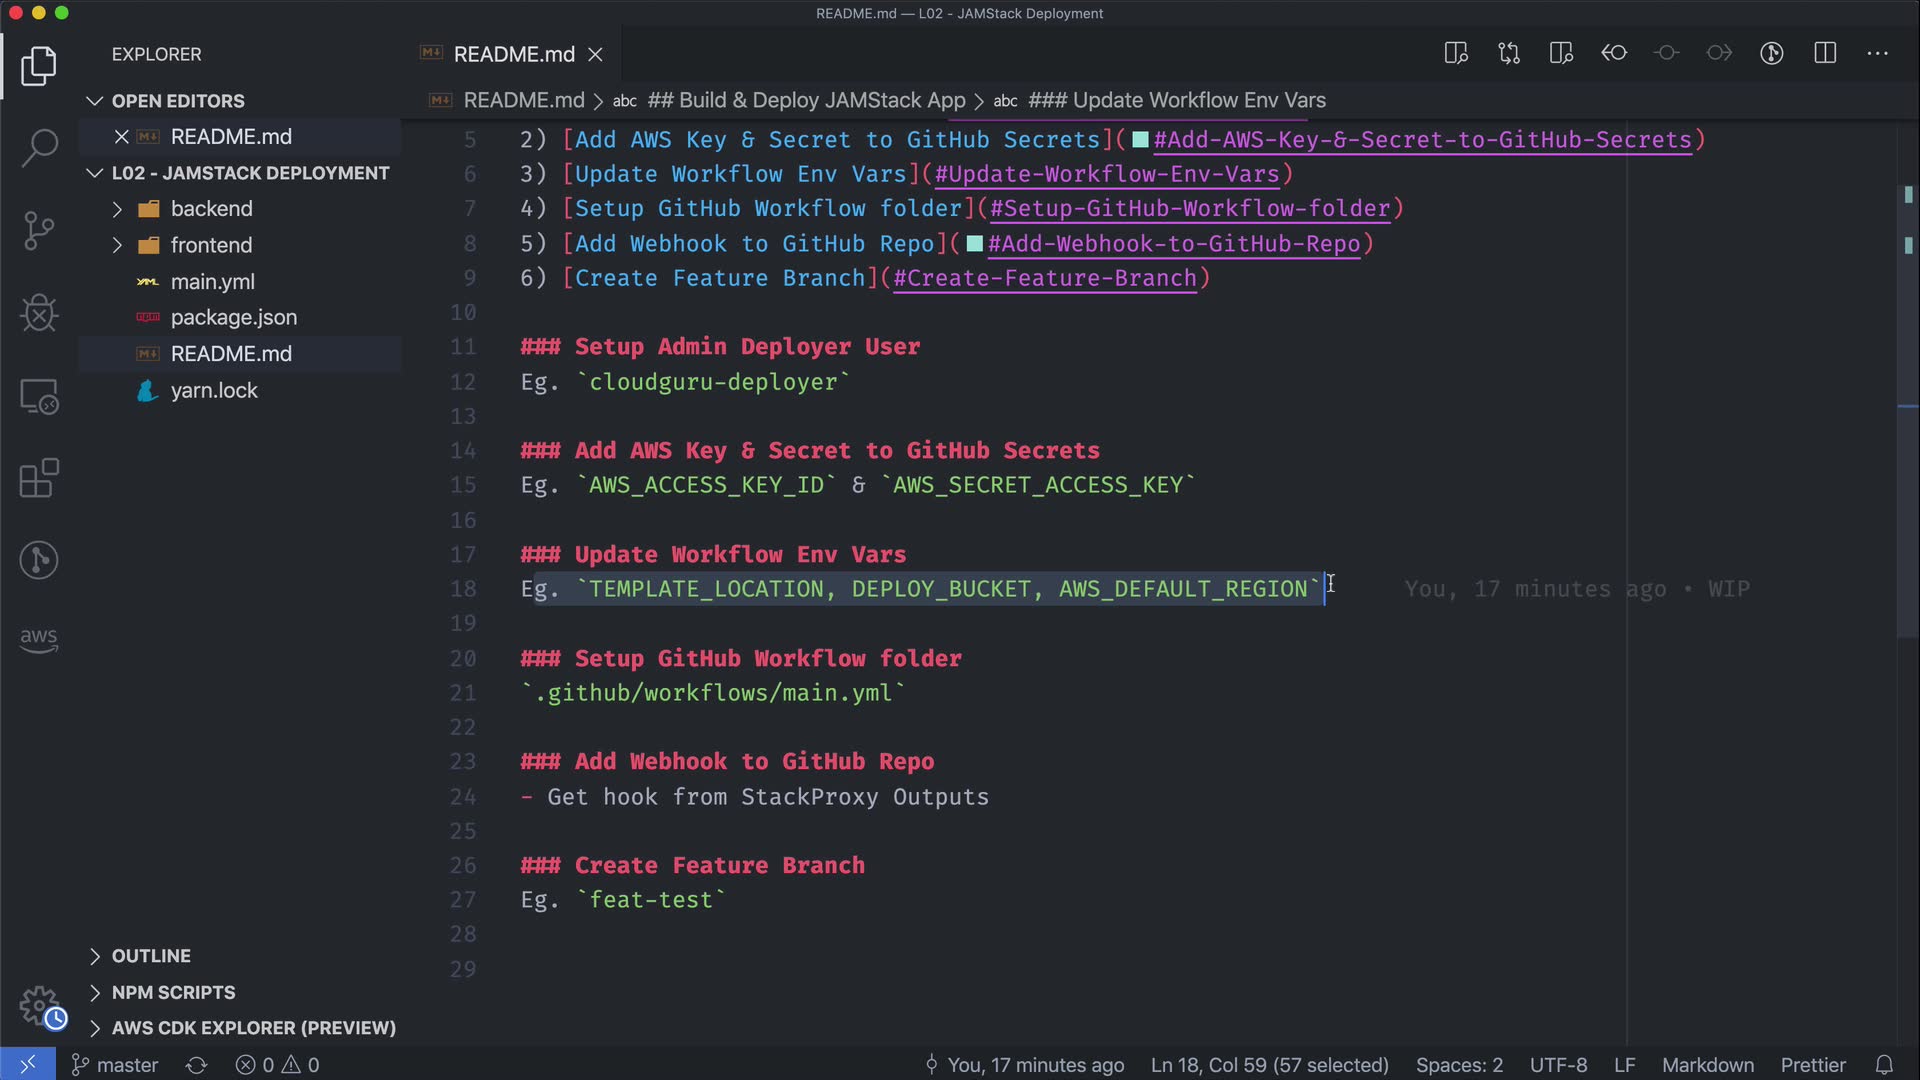 README.md — L02 - JAMStack Deployment
EXPLORER
README.md
OPEN EDITORS
README.md
L02 - JAMSTACK DEPLOYMENT
backend
frontend
main.yml
package.json
README.md
yarn.lock
aws
OUTLINE
NPM SCRIPTS
AWS CDK EXPLORER (PREVIEW)
README.md > abc ## Build & Deploy JAMStack App > abc ### Update Workflow Env Vars
5 2) [Add AWS Key & Secret to GitHub Secrets](#Add-AWS-Key-&-Secret-to-GitHub-Secrets)
6 3) [Update Workflow Env Vars](#Update-Workflow-Env-Vars)
7 4) [Setup GitHub Workflow folder](#Setup-GitHub-Workflow-folder)
8 5) [Add Webhook to GitHub Repo](#Add-Webhook-to-GitHub-Repo)
9 6) [Create Feature Branch](#Create-Feature-Branch)
10
11 ### Setup Admin Deployer User
12 Eg. `cloudguru-deployer`
13
14 ### Add AWS Key & Secret to GitHub Secrets
15 Eg. `AWS_ACCESS_KEY_ID` & `AWS_SECRET_ACCESS_KEY`
16
17 ### Update Workflow Env Vars
18 Eg. `TEMPLATE_LOCATION, DEPLOY_BUCKET, AWS_DEFAULT_REGION` You, 17 minutes ago • WIP
19
20 ### Setup GitHub Workflow folder
21 `.github/workflows/main.yml`
22
23 ### Add Webhook to GitHub Repo
24 - Get hook from StackProxy Outputs
25
26 ### Create Feature Branch
27 Eg. `feat-test`
28
29
master 0 0 You, 17 minutes ago Ln 18, Col 59 (57 selected) Spaces: 2 UTF-8 LF Markdown Prettier